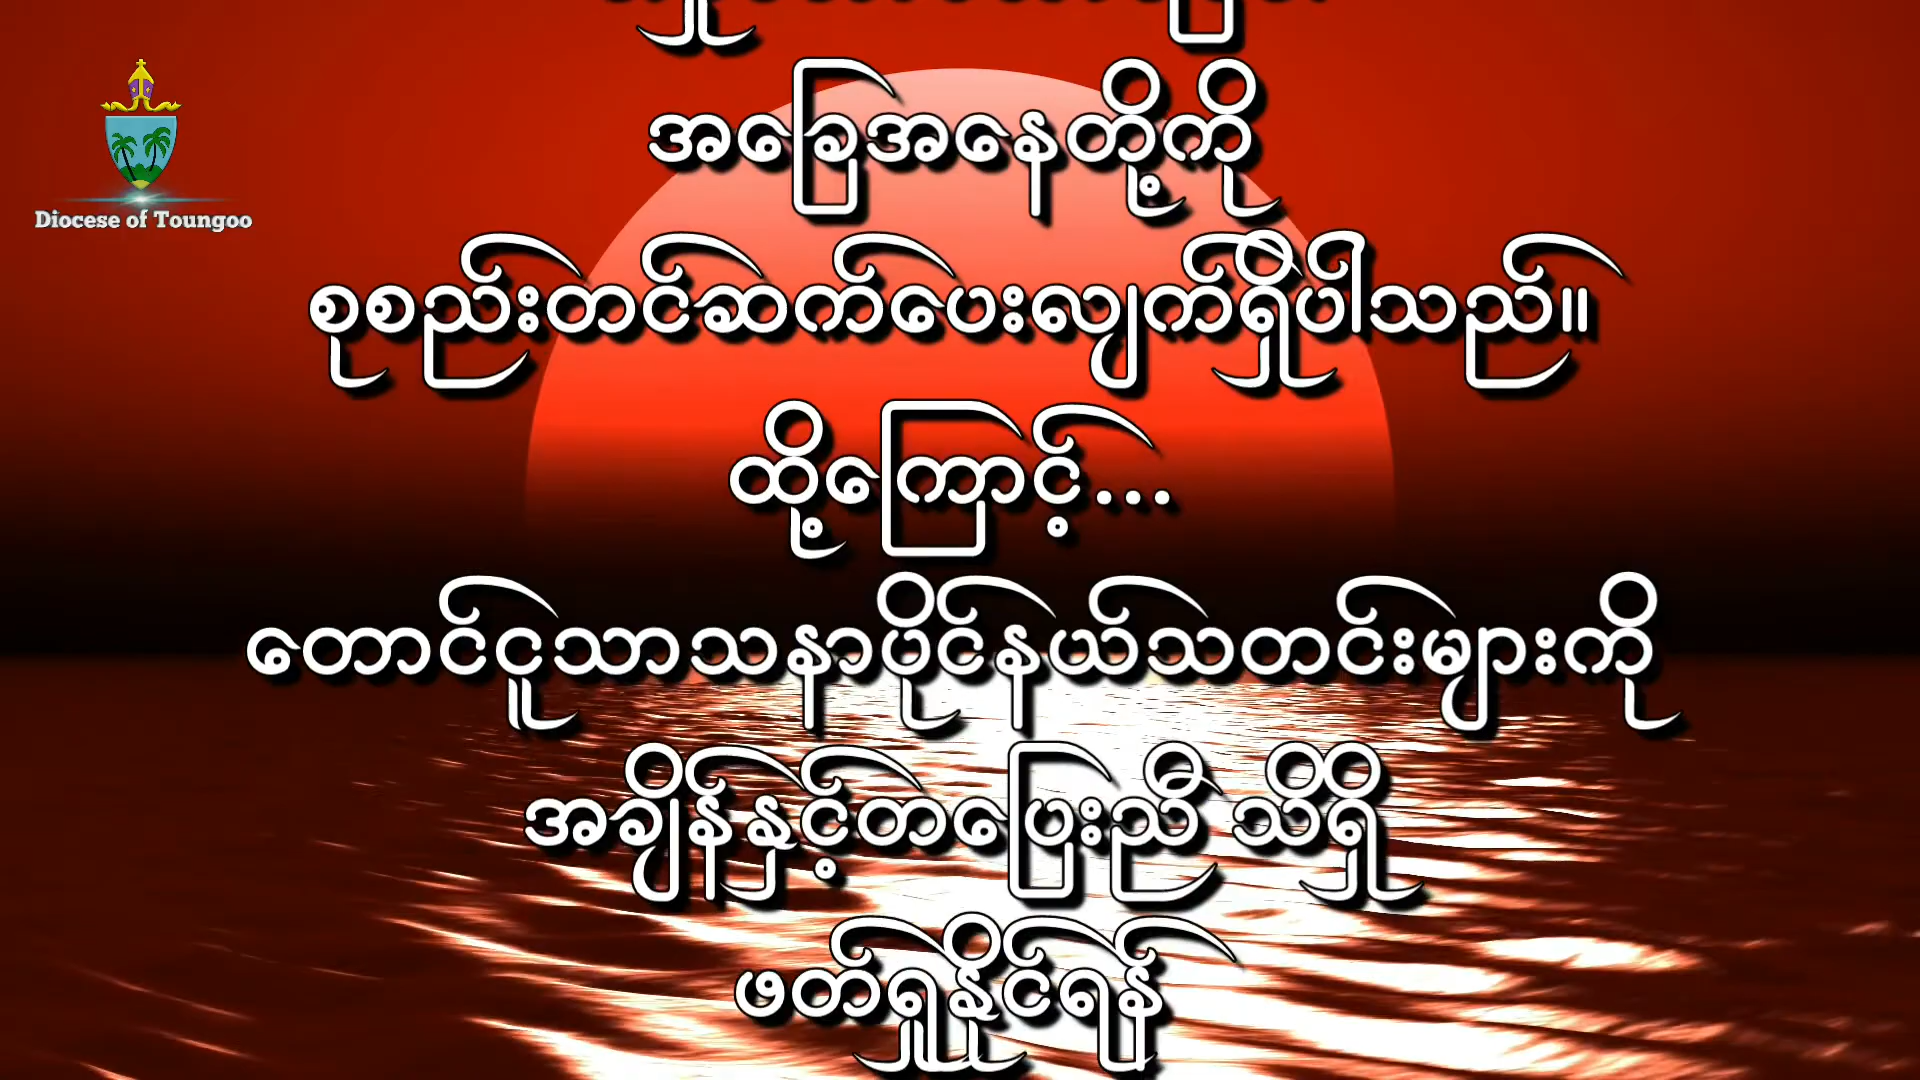 အခြေအနေတို့ကို
Diocese of Toungoo
စုစည်းတင်ဆက်ပေးလျက်ရှိပါသည်။
ထို့ကြောင့်...
တောင်ငူသာသနာပိုင်နယ်သတင်းများကို
အချိန်နှင့်တပြေးညီ သိရှိ
ဖတ်ရှုနိုင်ရန်